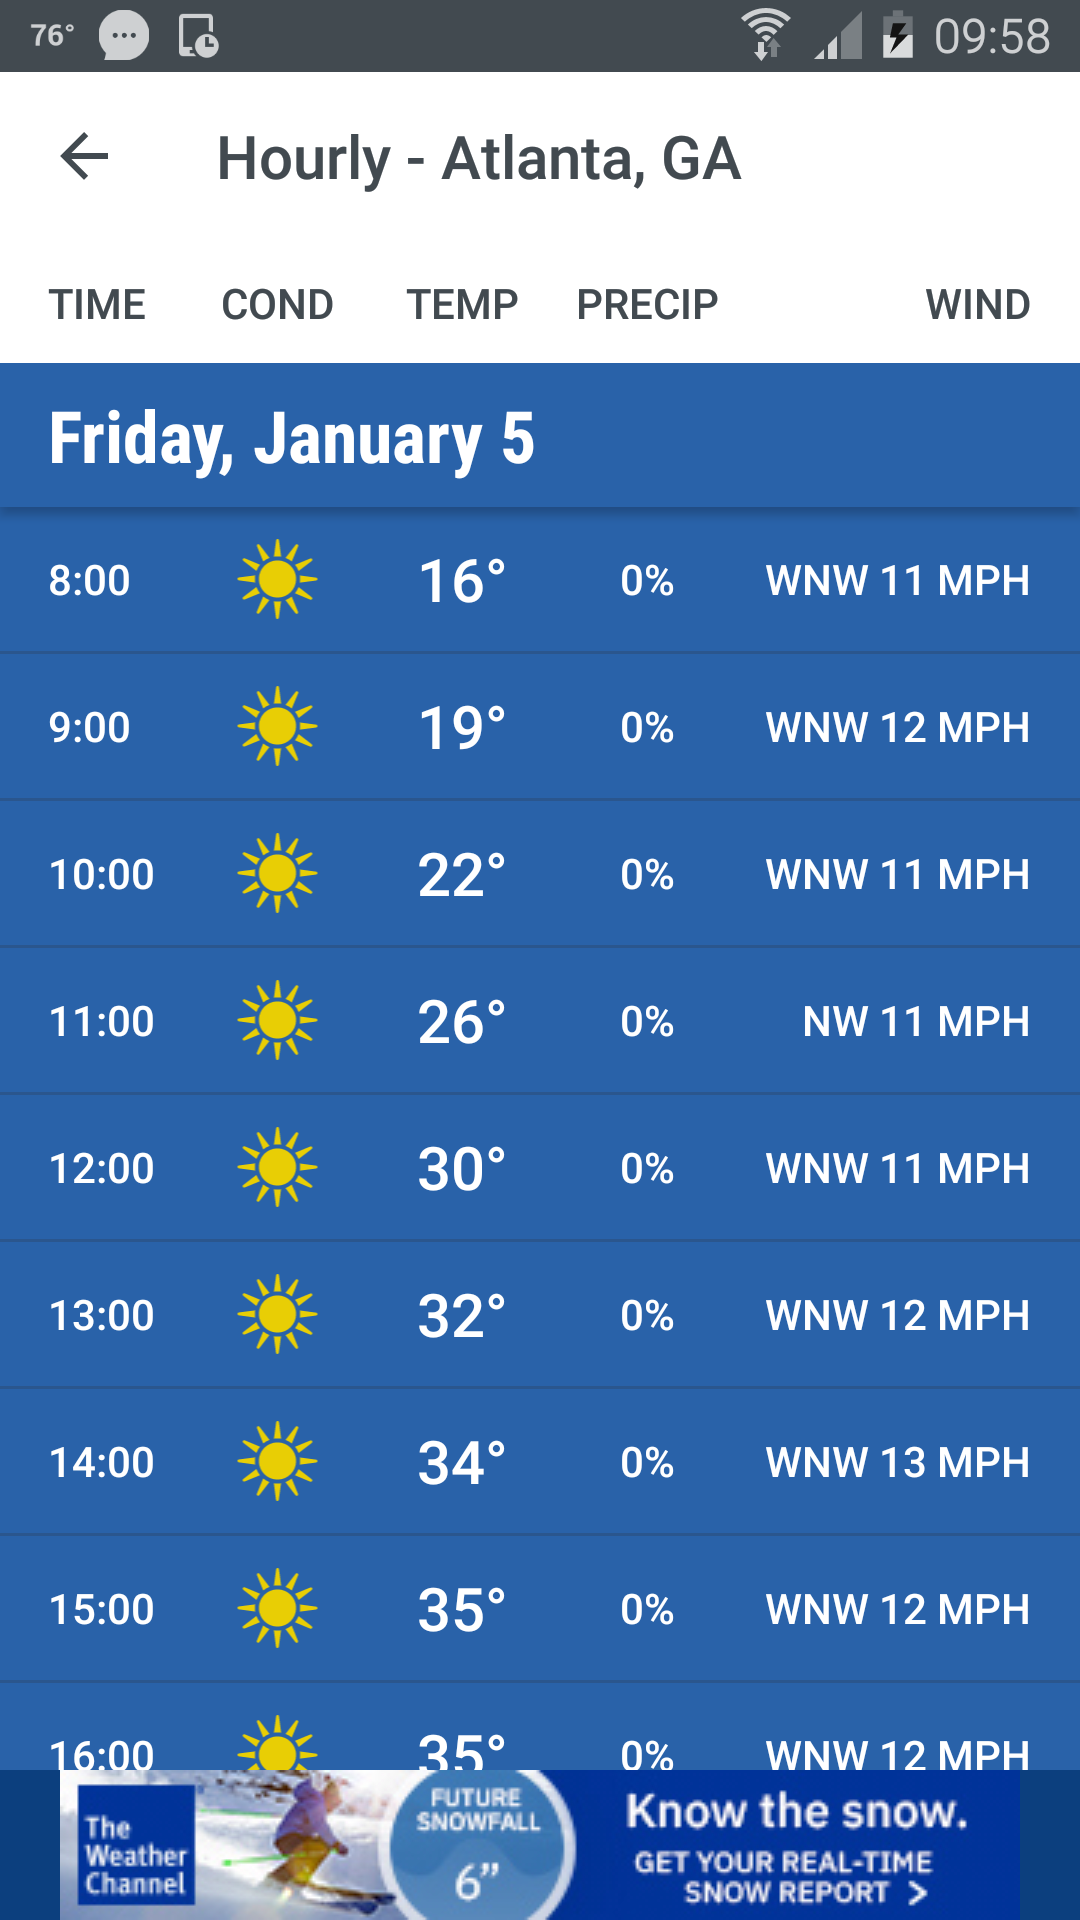 76° 09:58
Hourly - Atlanta, GA
TIME COND TEMP PRECIP WIND
Friday, January 5
8:00 16° 0% WNW 11 MPH
9:00 19° 0% WNW 12 MPH
10:00 22° 0% WNW 11 MPH
11:00 26° 0% NW 11 MPH
12:00 30° 0% WNW 11 MPH
13:00 32° 0% WNW 12 MPH
14:00 34° 0% WNW 13 MPH
15:00 35° 0% WNW 12 MPH
16:00 35° 0% WNW 12 MPH
The
Weather
Channel
FUTURE
SNOWFALL
6”
Know the snow.
GET YOUR REAL-TIME
SNOW REPORT >